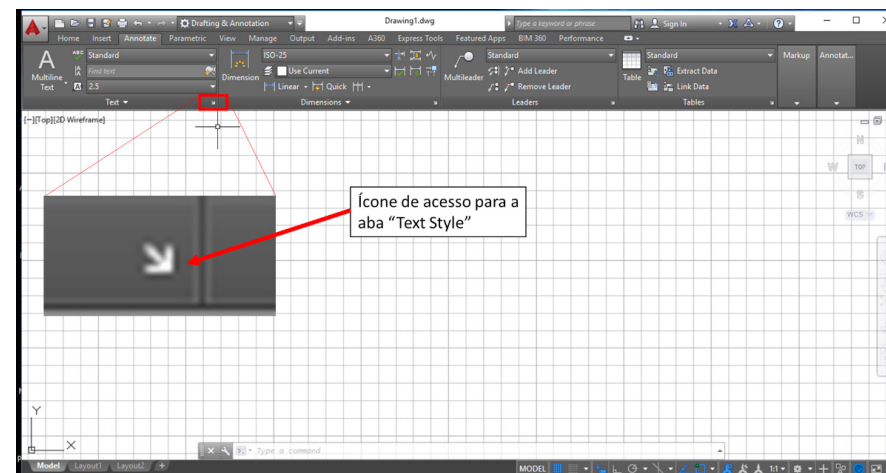 Drafting & Annotation
Drawing1.dwg
Type a keyword or phrase
Sign In
Home Insert Annotate Parametric View Manage Output Add-ins A360 Express Tools Featured Apps BIM 360 Performance
Standard
ISO-25
Standard
Standard
Markup
Annotat...
Multiline
Text
Find text
2.5
Dimension
Use Current
Linear
Quick
Multileader
Add Leader
Remove Leader
Table
Extract Data
Link Data
Text
Dimensions
Leaders
Tables
[−][Top][2D Wireframe]
N
W
TOP
S
WCS
Ícone de acesso para a
aba “Text Style”
Y
X
Type a command
Model Layout1 Layout2 +
MODEL
1:1